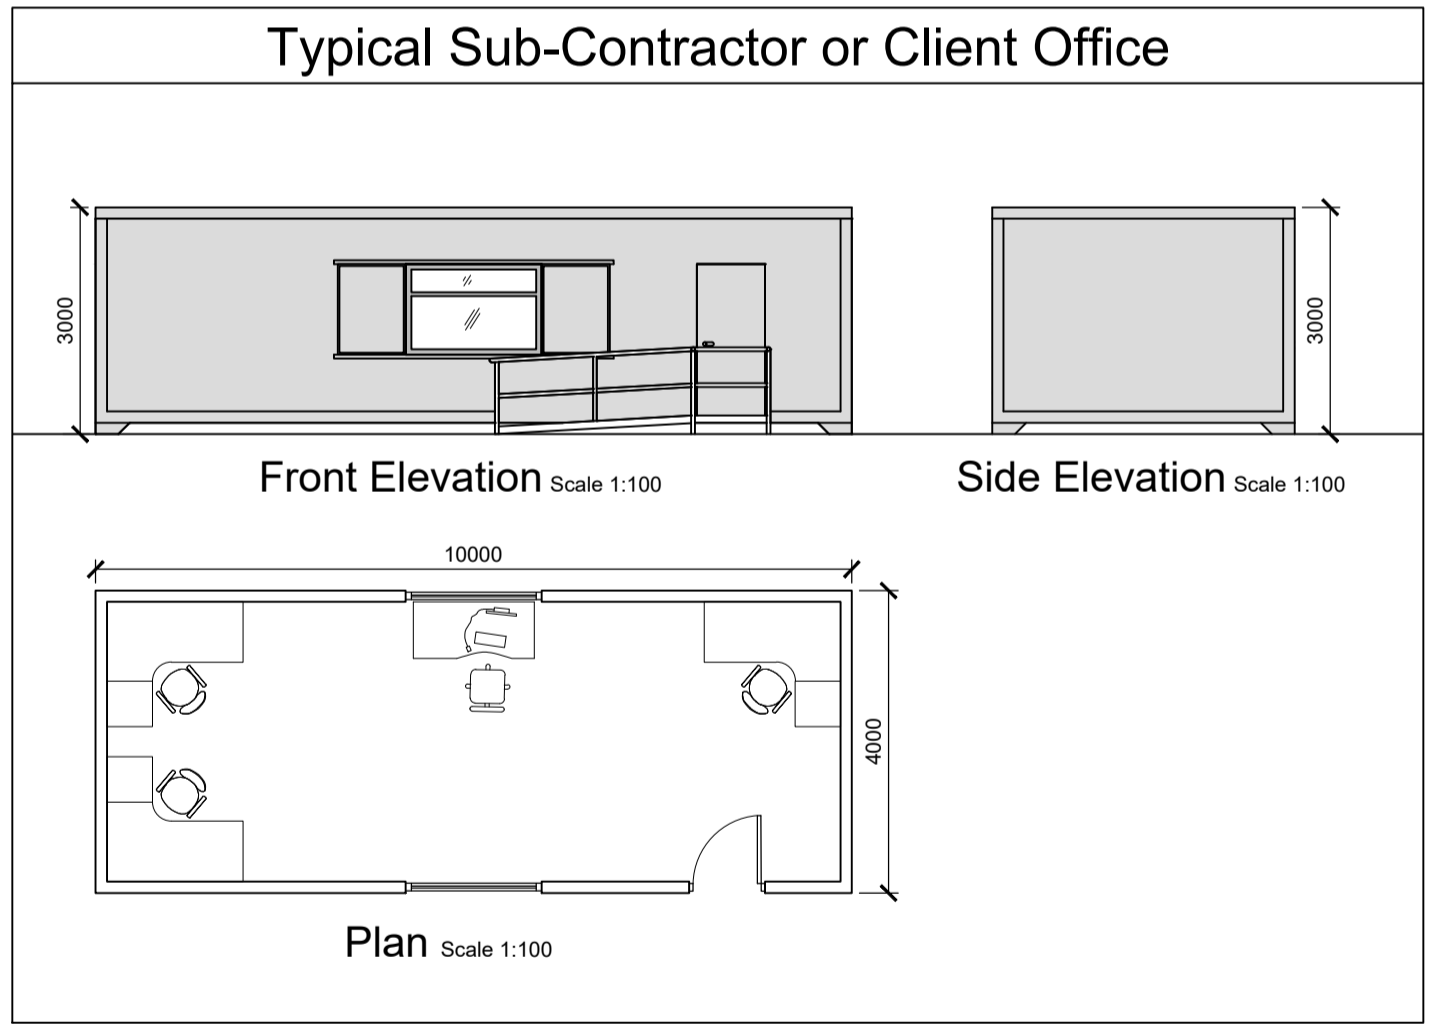 Typical Sub-Contractor or Client Office
3000
3000
Front Elevation Scale 1:100
Side Elevation Scale 1:100
10000
4000
Plan Scale 1:100